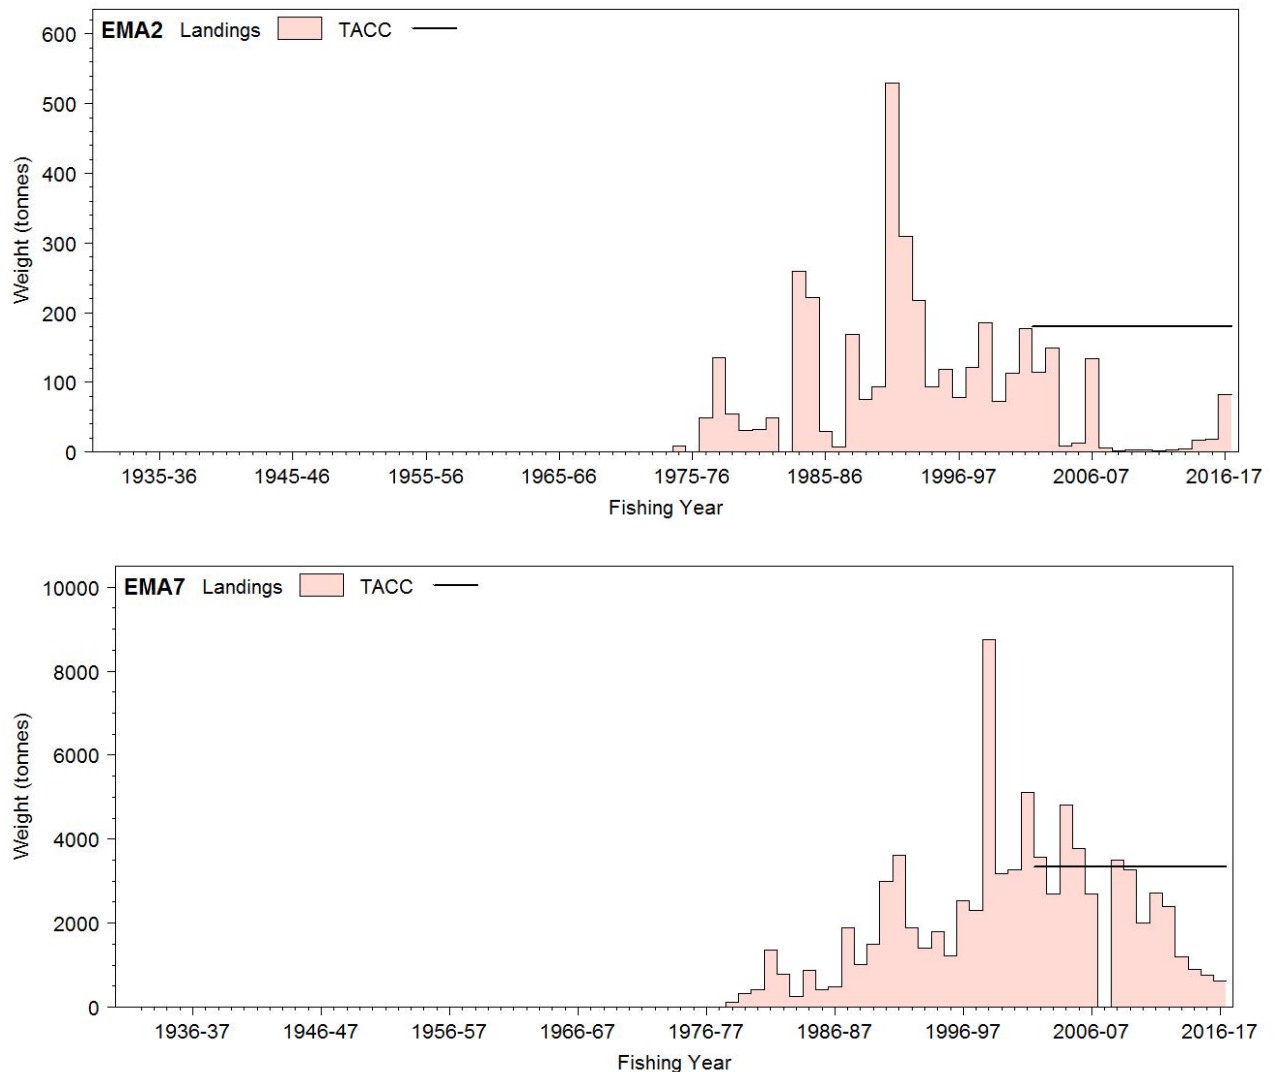 EMA2 Landings TACC
600
500
400
300
200
100
0
Weight (tonnes)
1935-36 1945-46 1955-56 1965-66 1975-76 1985-86 1996-97 2006-07 2016-17
Fishing Year
EMA7 Landings TACC
10000
8000
6000
4000
2000
0
Weight (tonnes)
1936-37 1946-47 1956-57 1966-67 1976-77 1986-87 1996-97 2006-07 2016-17
Fishing Year